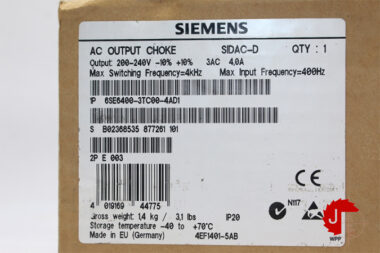 SIEMENS
AC OUTPUT CHOKE SIDAC-D QTY : 1
Output: 200-240V -10% +10% 3AC 4,0A
Max Switching Frequency=4kHz Max Input Frequency=400Hz
1P 6SE6400-3TC00-4AD1
S B02368535 877261 101
2P E 003
CE
4 019169 44775
N117
Gross weight: 1,4 kg / 3,1 lbs IP20
Storage temperature -40 to +70°C
Made in EU (Germany) 4EF1401-5AB
J
WPP